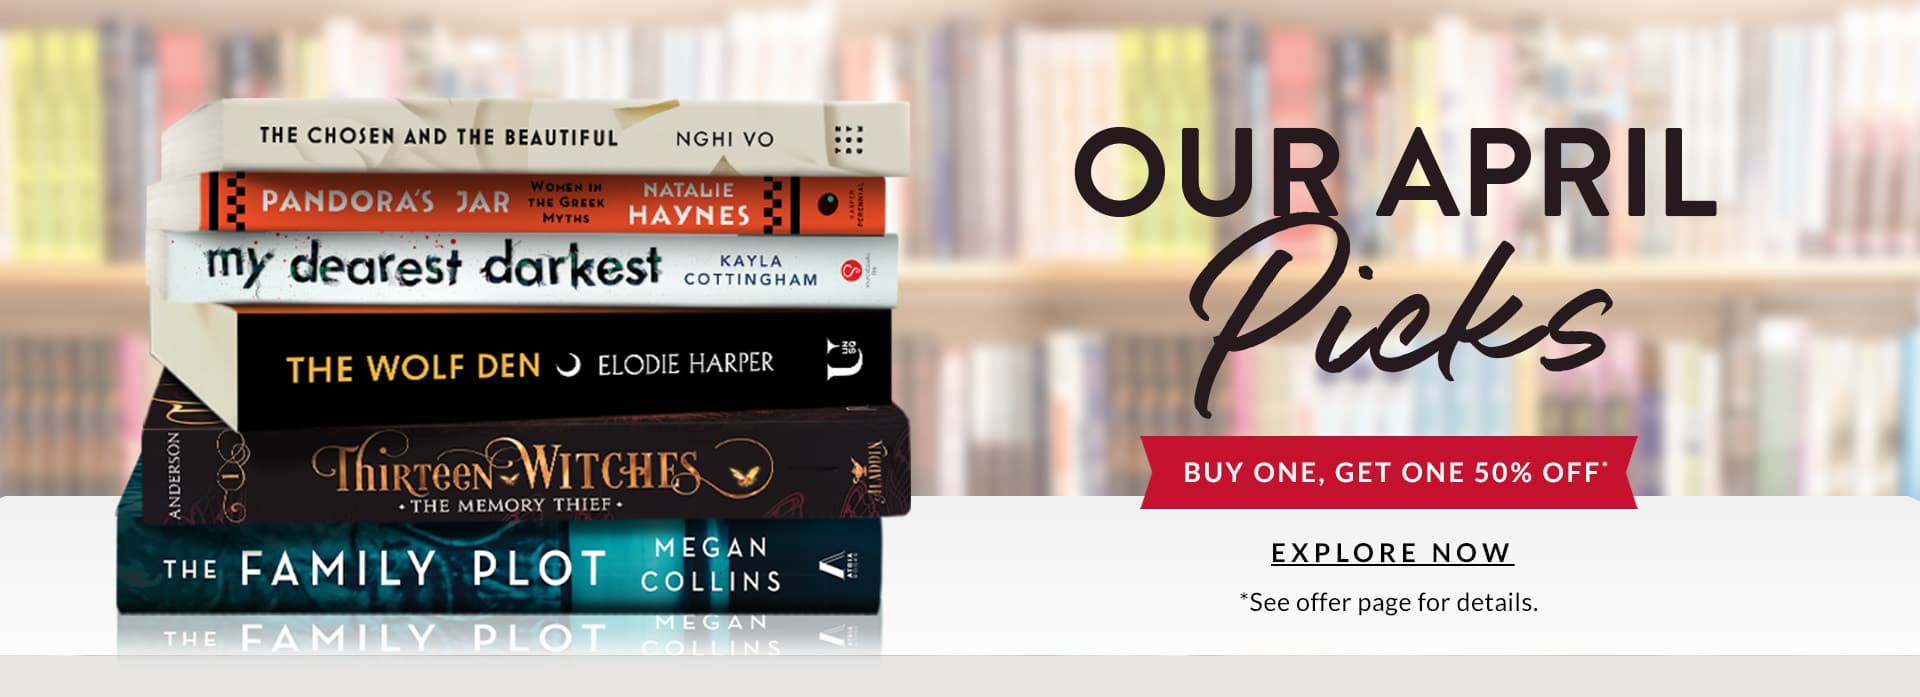 THE CHOSEN AND THE BEAUTIFUL NGHI VO
PANDORA'S JAR
WOMEN IN
THE GREEK
MYTHS
NATALIE
HAYNES
HARPER
PERENNIAL
my dearest darkest
KAYLA
COTTINGHAM
THE WOLF DEN ELODIE HARPER
ANDERSON
1
THIRTEEN WITCHES
• THE MEMORY THIEF •
ALADDIN
THE FAMILY PLOT
MEGAN
COLLINS
ATRIA
BOOKS
THE FAMILY PLOT
MEGAN
COLLINS
OUR APRIL
Picks
BUY ONE, GET ONE 50% OFF*
EXPLORE NOW
*See offer page for details.